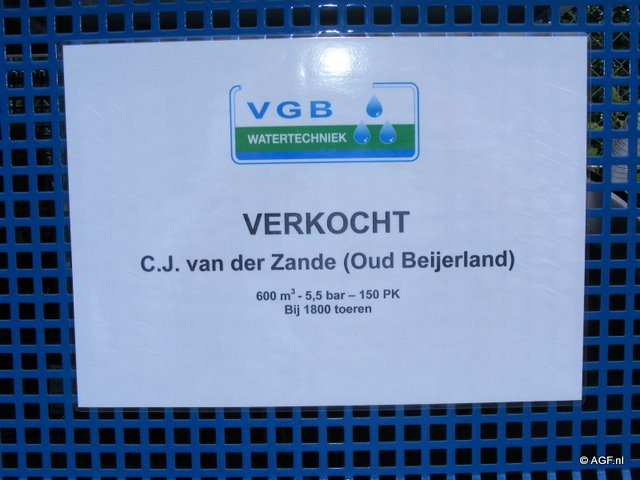 VGB
WATERTECHNIEK
VERKOCHT
C.J. van der Zande (Oud Beijerland)
600 m³ - 5,5 bar – 150 PK
Bij 1800 toeren
© AGF.nl